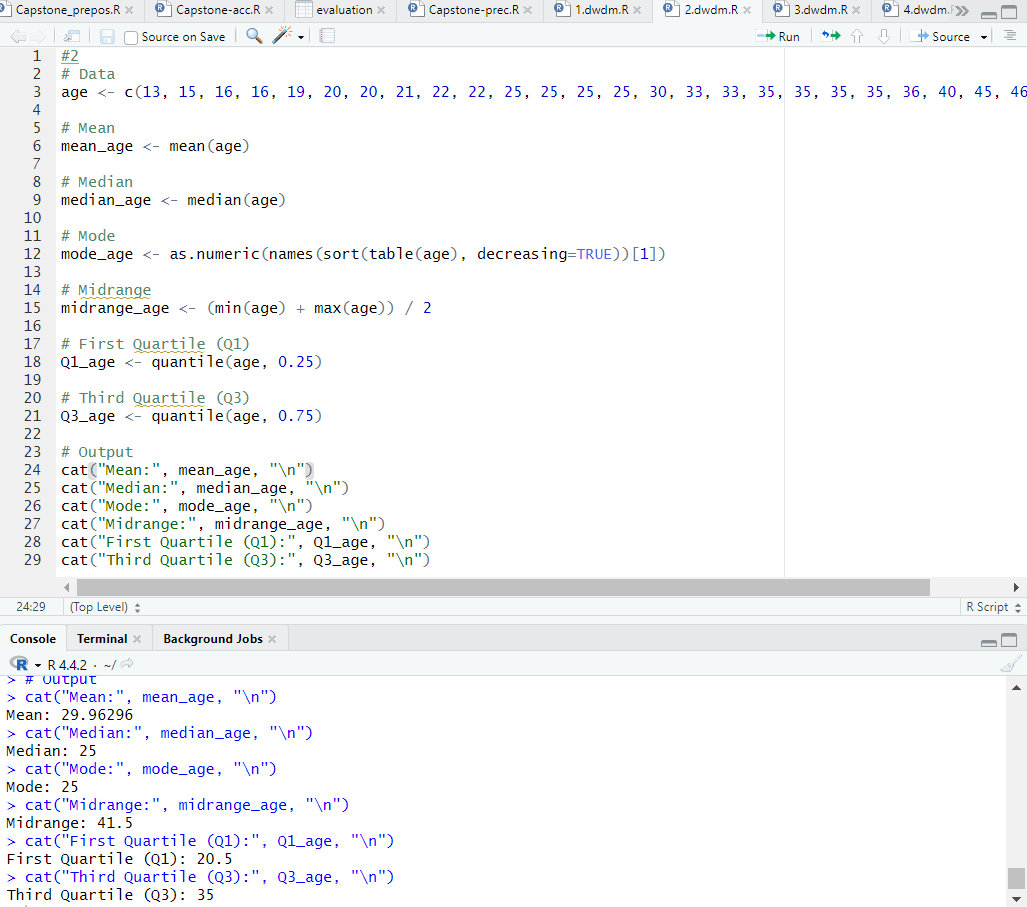 Capstone_prepos.R Capstone-acc.R evaluation Capstone-prec.R 1.dwdm.R 2.dwdm.R 3.dwdm.R 4.dwdm.
Source on Save Run Source
1 #2
2 # Data
3 age <- c(13, 15, 16, 16, 19, 20, 20, 21, 22, 22, 25, 25, 25, 25, 30, 33, 33, 35, 35, 35, 35, 36, 40, 45, 46
4
5 # Mean
6 mean_age <- mean(age)
7
8 # Median
9 median_age <- median(age)
10
11 # Mode
12 mode_age <- as.numeric(names(sort(table(age), decreasing=TRUE))[1])
13
14 # Midrange
15 midrange_age <- (min(age) + max(age)) / 2
16
17 # First Quartile (Q1)
18 Q1_age <- quantile(age, 0.25)
19
20 # Third Quartile (Q3)
21 Q3_age <- quantile(age, 0.75)
22
23 # Output
24 cat("Mean:", mean_age, "\n")
25 cat("Median:", median_age, "\n")
26 cat("Mode:", mode_age, "\n")
27 cat("Midrange:", midrange_age, "\n")
28 cat("First Quartile (Q1):", Q1_age, "\n")
29 cat("Third Quartile (Q3):", Q3_age, "\n")
24:29 (Top Level) R Script
Console Terminal Background Jobs
R R 4.4.2 · ~/
> # Output
> cat("Mean:", mean_age, "\n")
Mean: 29.96296
> cat("Median:", median_age, "\n")
Median: 25
> cat("Mode:", mode_age, "\n")
Mode: 25
> cat("Midrange:", midrange_age, "\n")
Midrange: 41.5
> cat("First Quartile (Q1):", Q1_age, "\n")
First Quartile (Q1): 20.5
> cat("Third Quartile (Q3):", Q3_age, "\n")
Third Quartile (Q3): 35